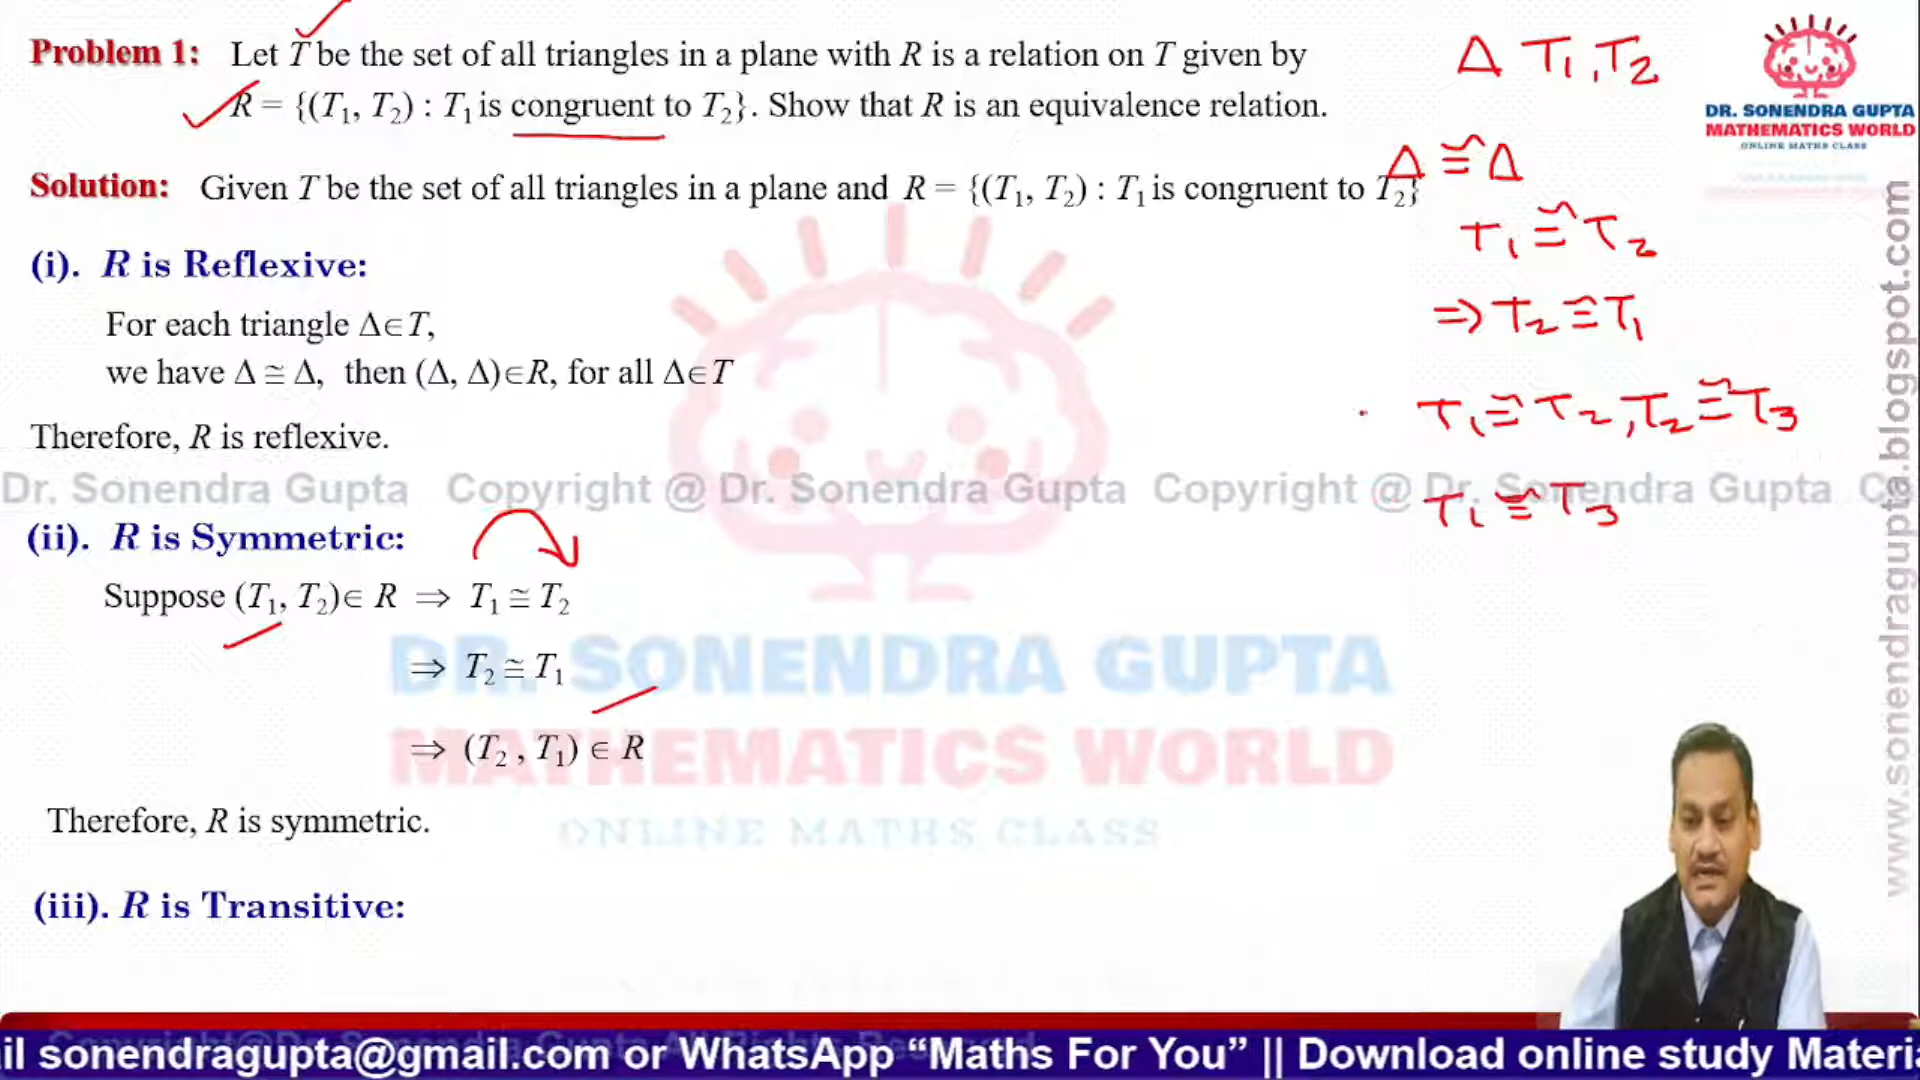 Problem 1: Let T be the set of all triangles in a plane with R is a relation on T given by
R = {(T₁, T₂) : T₁ is congruent to T₂}. Show that R is an equivalence relation.
Solution: Given T be the set of all triangles in a plane and R = {(T₁, T₂) : T₁ is congruent to T₂}
(i). R is Reflexive:
For each triangle Δ∈T,
we have Δ ≅ Δ, then (Δ, Δ)∈R, for all Δ∈T
Therefore, R is reflexive.
Dr. Sonendra Gupta Copyright @ Dr. Sonendra Gupta Copyright @ Dr. Sonendra Gupta
(ii). R is Symmetric:
Suppose (T₁, T₂)∈ R ⇒ T₁ ≅ T₂
⇒ T₂ ≅ T₁
⇒ (T₂ , T₁) ∈ R
Therefore, R is symmetric.
(iii). R is Transitive:
Δ T₁, T₂
Δ ≅ Δ
T₁ ≅ T₂
⇒ T₂ ≅ T₁
T₁ ≅ T₂, T₂ ≅ T₃
T₁ ≅ T₃
DR. SONENDRA GUPTA
MATHEMATICS WORLD
ONLINE MATHS CLASS
DR. SONENDRA GUPTA
MATHEMATICS WORLD
ONLINE MATHS CLASS
www.sonendragupta.blogspot.com
Copyright@Dr. Sonendra Gupta All Rights Reserved
il sonendragupta@gmail.com or WhatsApp “Maths For You” || Download online study Materi